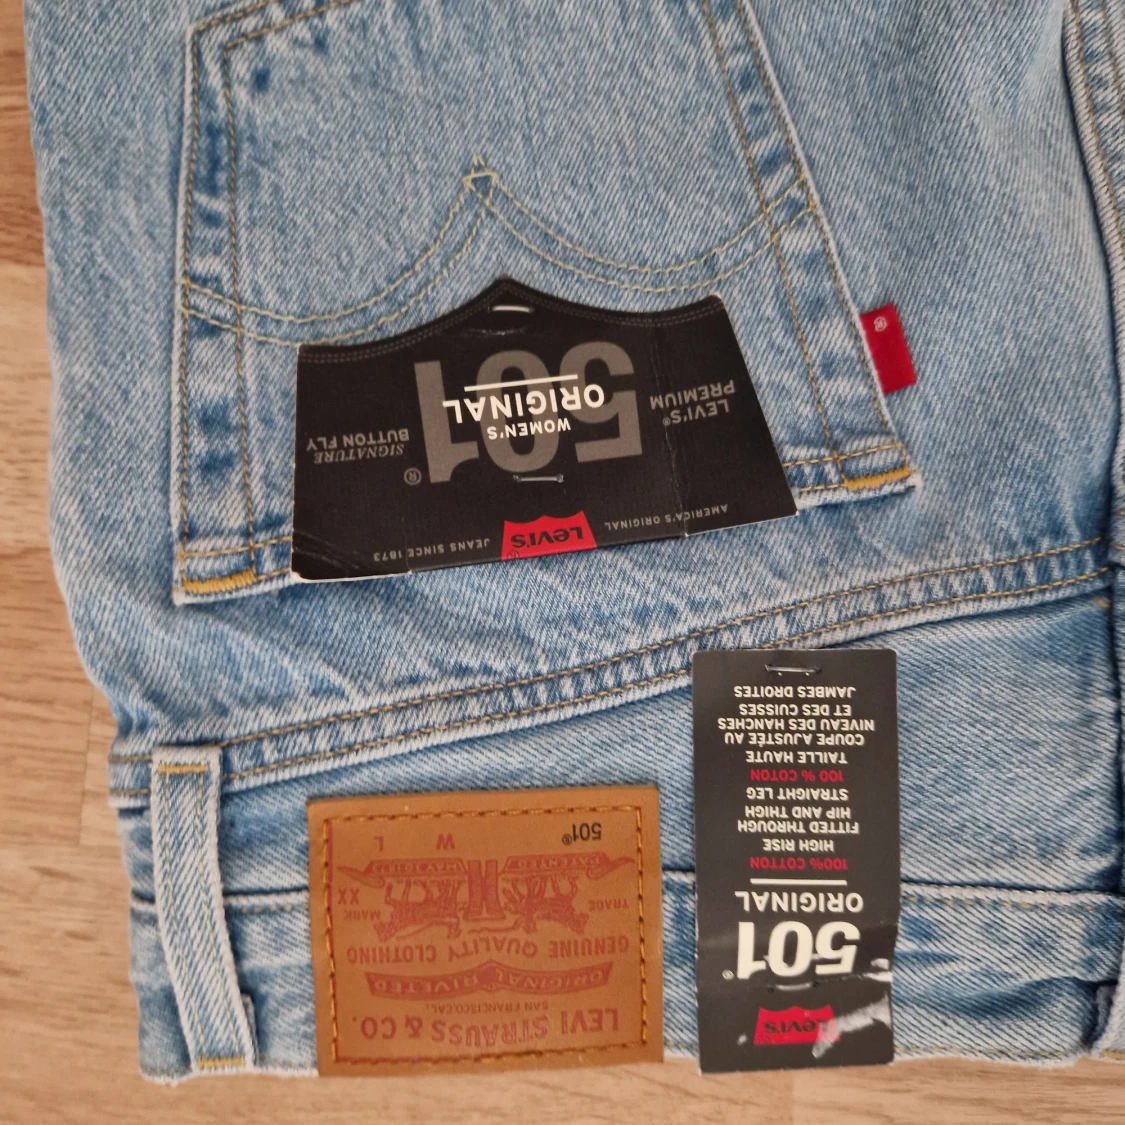 AMERICA'S ORIGINAL
LEVI'S
®
JEANS SINCE 1873
LEVI'S®
PREMIUM
501®
WOMEN'S
ORIGINAL
SIGNATURE
BUTTON FLY
®
LEVI'S
501®
ORIGINAL
100% COTTON
HIGH RISE
FITTED THROUGH
HIP AND THIGH
STRAIGHT LEG
100 % COTON
TAILLE HAUTE
COUPE AJUSTÉE AU
NIVEAU DES HANCHES
ET DES CUISSES
JAMBES DROITES
LEVI STRAUSS & CO.
SAN FRANCISCO, CAL.
ORIGINAL RIVETED
GENUINE QUALITY CLOTHING
TRADE MARK
XX
PATENTED MAY 20 1873
501® W L